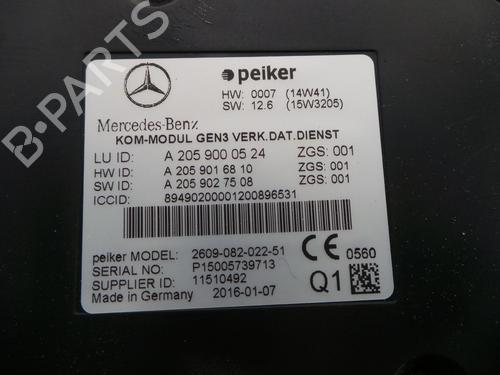 peiker
HW: 0007 (14W41)
SW: 12.6 (15W3205)
Mercedes-Benz
KOM-MODUL GEN3 VERK.DAT.DIENST
LU ID: A 205 900 05 24 ZGS: 001
HW ID: A 205 901 68 10 ZGS: 001
SW ID: A 205 902 75 08 ZGS: 001
ICCID: 89490200001200896531
peiker MODEL: 2609-082-022-51
SERIAL NO: P15005739713
SUPPLIER ID: 11510492
Made in Germany 2016-01-07
CE 0560
Q1